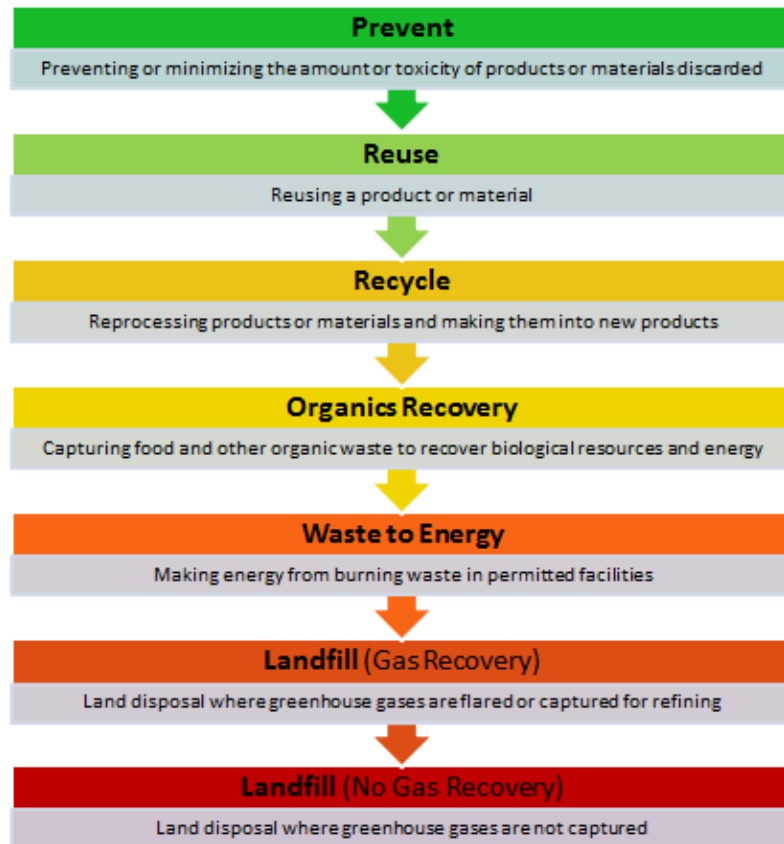 Prevent
Preventing or minimizing the amount or toxicity of products or materials discarded
Reuse
Reusing a product or material
Recycle
Reprocessing products or materials and making them into new products
Organics Recovery
Capturing food and other organic waste to recover biological resources and energy
Waste to Energy
Making energy from burning waste in permitted facilities
Landfill (Gas Recovery)
Land disposal where greenhouse gases are flared or captured for refining
Landfill (No Gas Recovery)
Land disposal where greenhouse gases are not captured